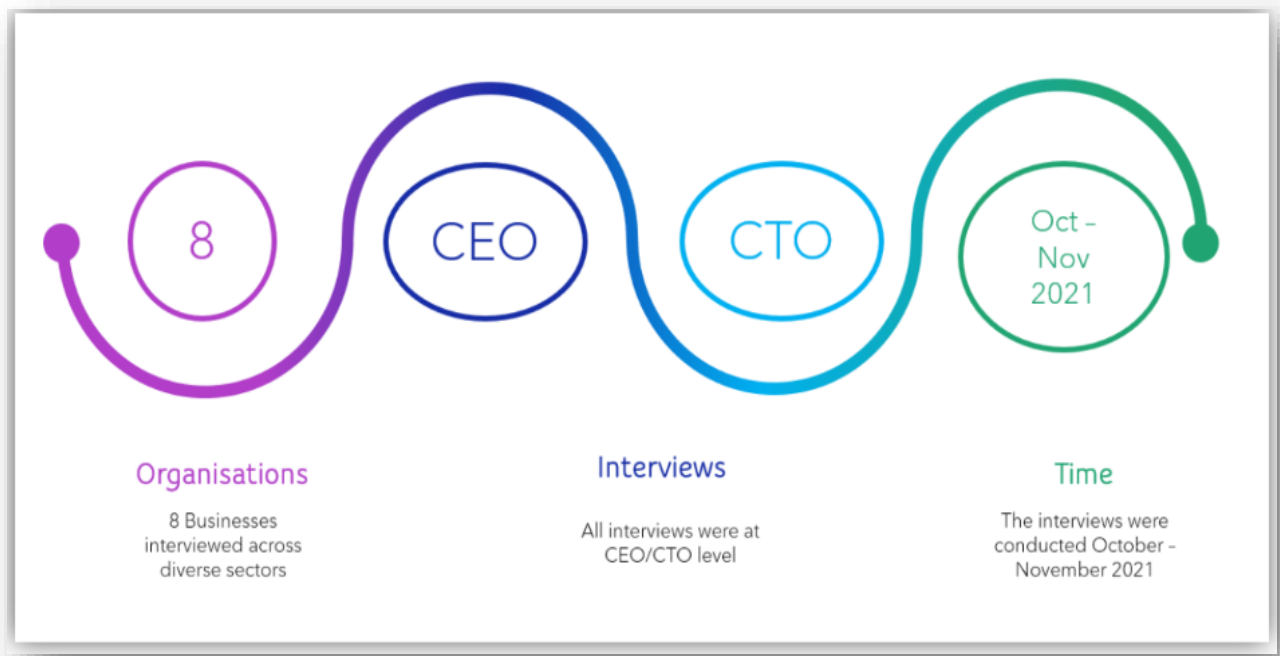 8
CEO
CTO
Oct –
Nov
2021
Organisations
8 Businesses
interviewed across
diverse sectors
Interviews
All interviews were at
CEO/CTO level
Time
The interviews were
conducted October –
November 2021